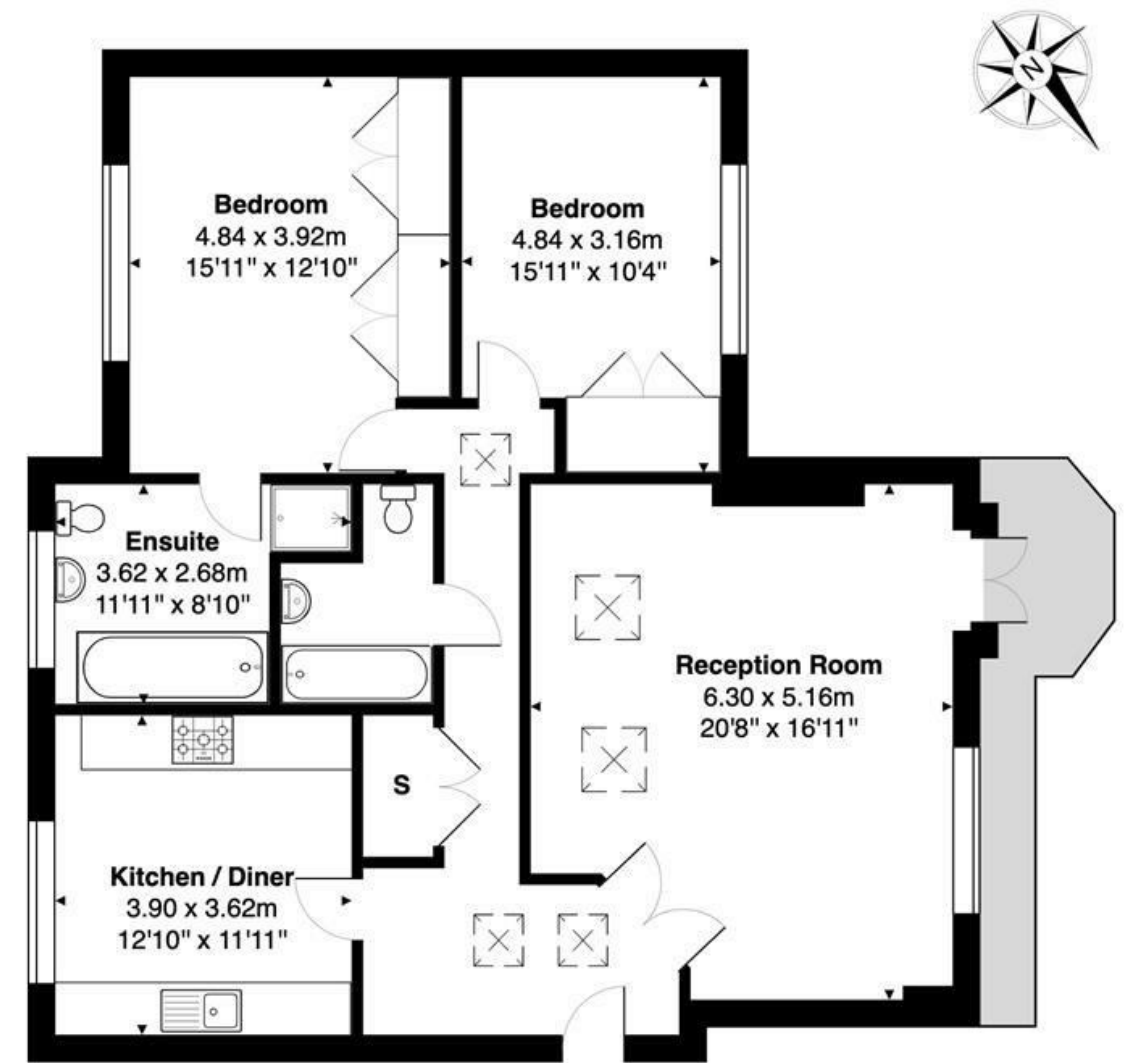 N
Bedroom
4.84 x 3.92m
15'11" x 12'10"
Bedroom
4.84 x 3.16m
15'11" x 10'4"
Ensuite
3.62 x 2.68m
11'11" x 8'10"
Reception Room
6.30 x 5.16m
20'8" x 16'11"
S
Kitchen / Diner
3.90 x 3.62m
12'10" x 11'11"